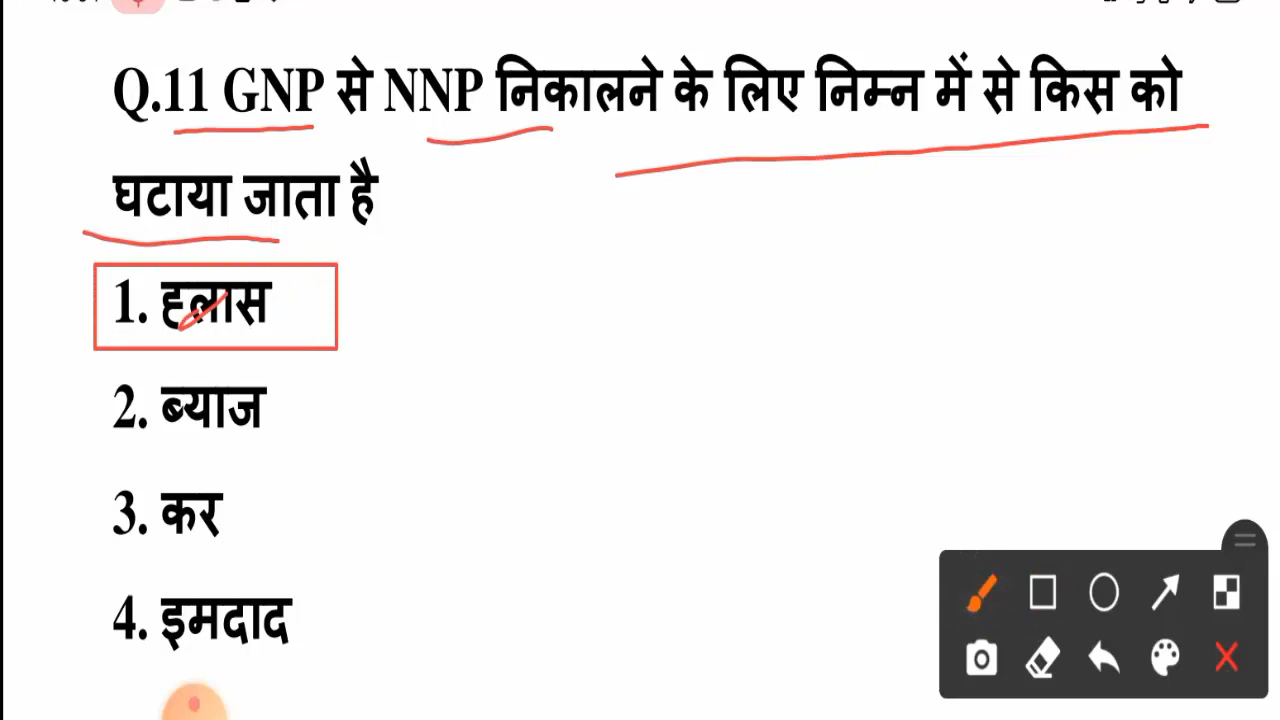 Q.11 GNP से NNP निकालने के लिए निम्न में से किस को
घटाया जाता है
1. ह्लास
2. ब्याज
3. कर
4. इमदाद